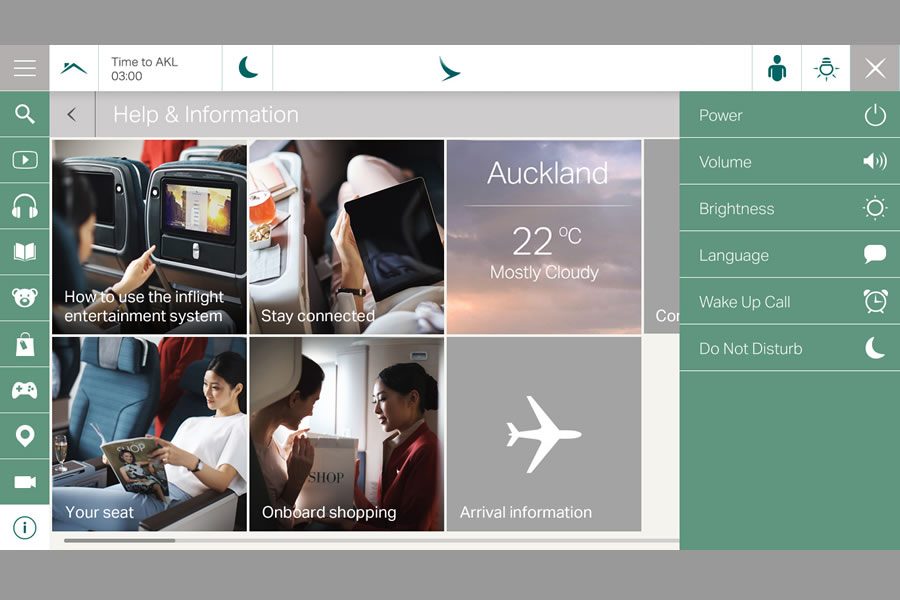 Time to AKL
03:00
Help & Information
How to use the inflight
entertainment system
Stay connected
Auckland
22 °C
Mostly Cloudy
Con
Your seat
SHOP
Onboard shopping
SHOP
Arrival information
Power
Volume
Brightness
Language
Wake Up Call
Do Not Disturb